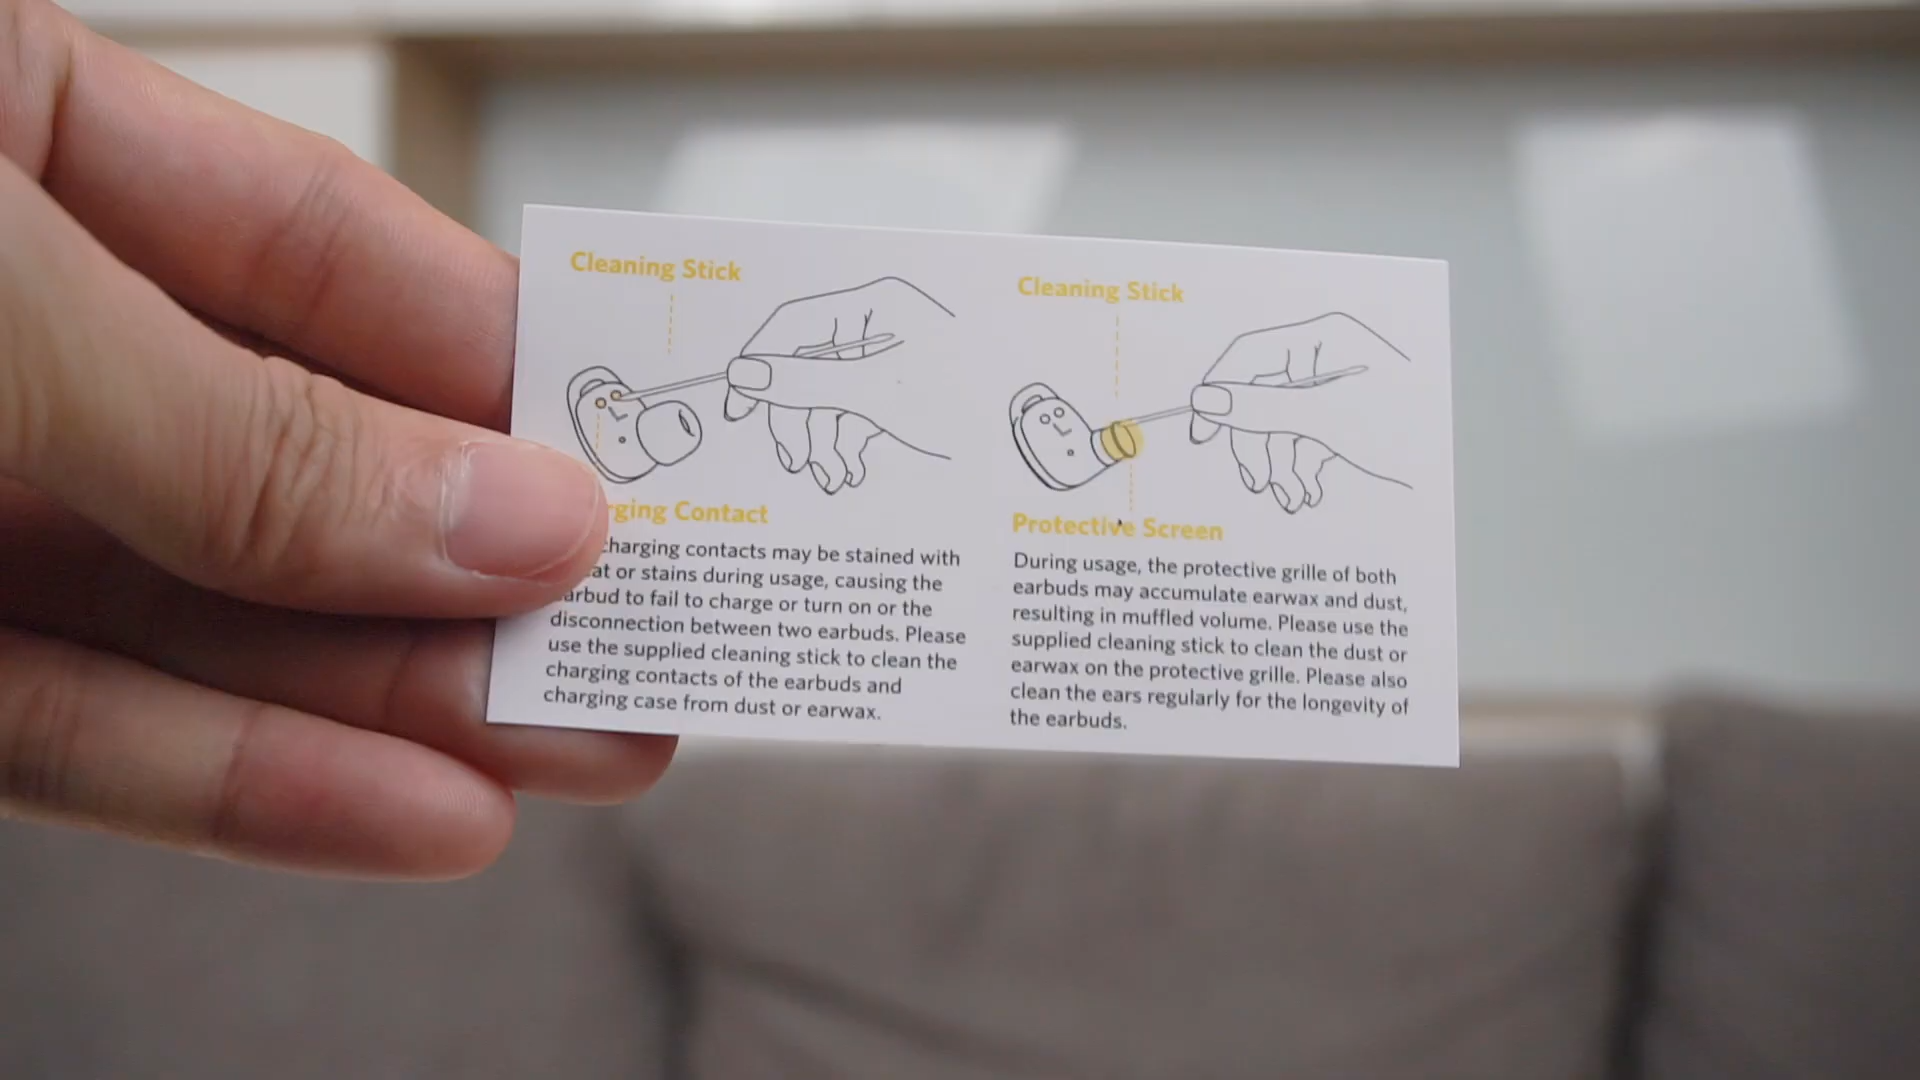 Cleaning Stick
rging Contact
charging contacts may be stained with
at or stains during usage, causing the
arbud to fail to charge or turn on or the
disconnection between two earbuds. Please
use the supplied cleaning stick to clean the
charging contacts of the earbuds and
charging case from dust or earwax.
Cleaning Stick
Protective Screen
During usage, the protective grille of both
earbuds may accumulate earwax and dust,
resulting in muffled volume. Please use the
supplied cleaning stick to clean the dust or
earwax on the protective grille. Please also
clean the ears regularly for the longevity of
the earbuds.